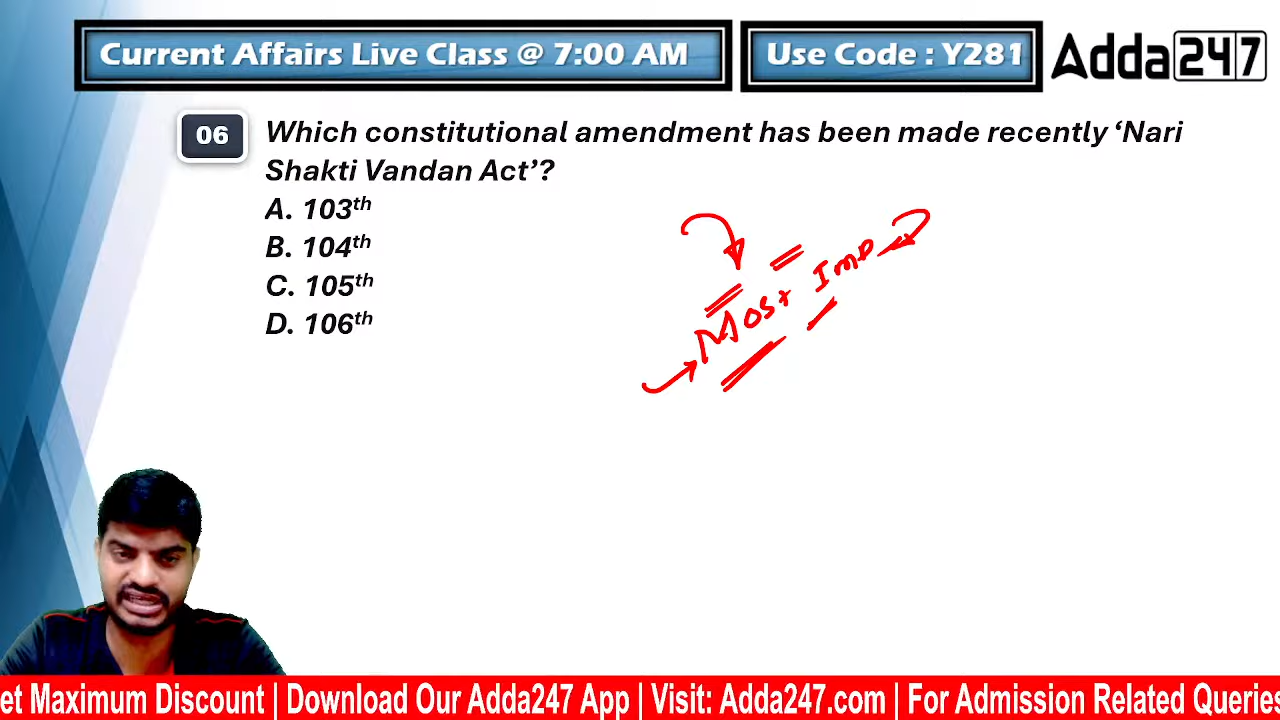 Current Affairs Live Class @ 7:00 AM
Use Code : Y281
Adda247
06
Which constitutional amendment has been made recently ‘Nari
Shakti Vandan Act’?
A. 103th
B. 104th
C. 105th
D. 106th
Most Imp
et Maximum Discount | Download Our Adda247 App | Visit: Adda247.com | For Admission Related Queries